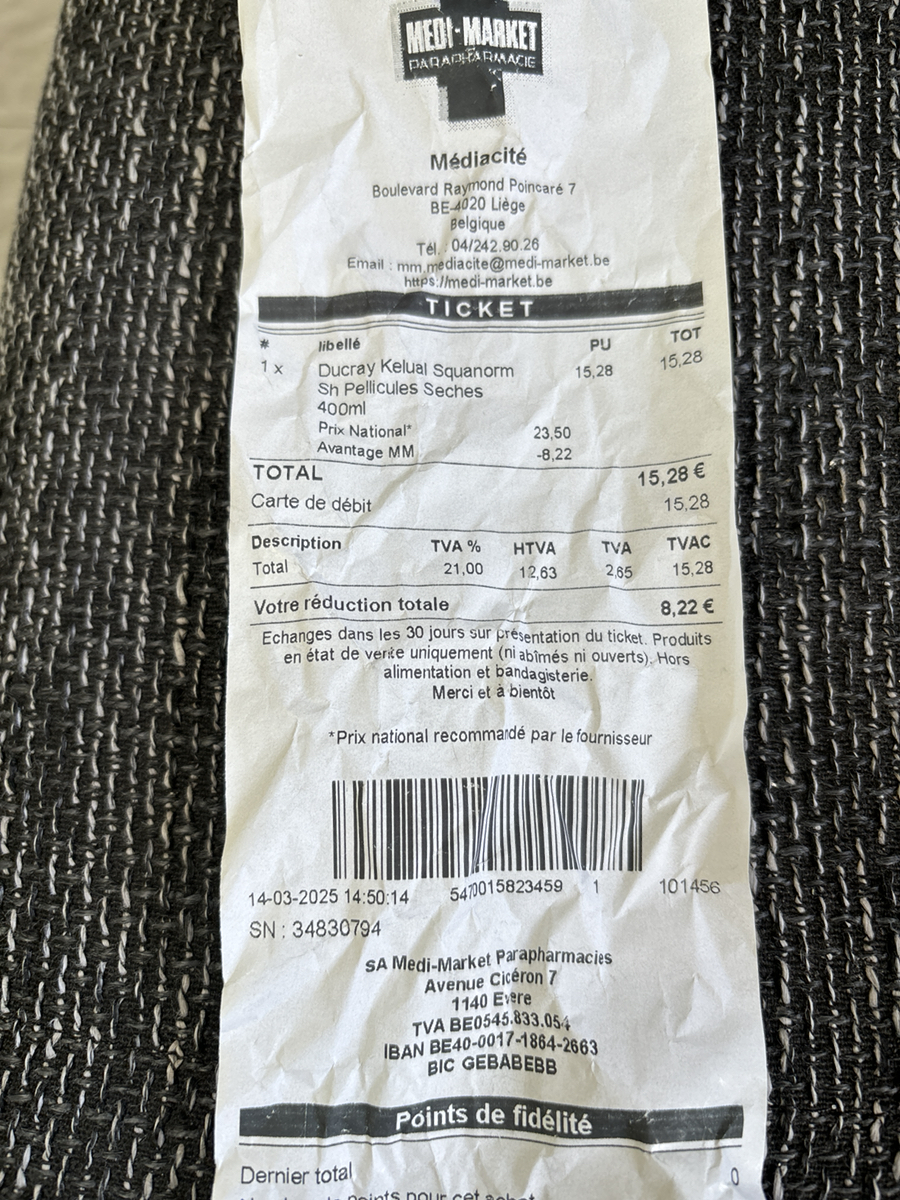 MEDI-MARKET
PARAPHARMACIE
Médiacité
Boulevard Raymond Poincaré 7
BE-4020 Liège
Belgique
Tél. : 04/242.90.26
Email : mm.mediacite@medi-market.be
https://medi-market.be
TICKET
# libellé PU TOT
1 x Ducray Kelual Squanorm 15,28 15,28
Sh Pellicules Seches
400ml
Prix National* 23,50
Avantage MM -8,22
TOTAL 15,28 €
Carte de débit 15,28
Description TVA % HTVA TVA TVAC
Total 21,00 12,63 2,65 15,28
Votre réduction totale 8,22 €
Echanges dans les 30 jours sur présentation du ticket. Produits
en état de vente uniquement (ni abîmés ni ouverts). Hors
alimentation et bandagisterie.
Merci et à bientôt
*Prix national recommandé par le fournisseur
14-03-2025 14:50:14 5470015823459 1 101456
SN : 34830794
SA Medi-Market Parapharmacies
Avenue Cicéron 7
1140 Evere
TVA BE0545.833.054
IBAN BE40-0017-1864-2663
BIC GEBABEBB
Points de fidélité
Dernier total 0
points pour cet achat